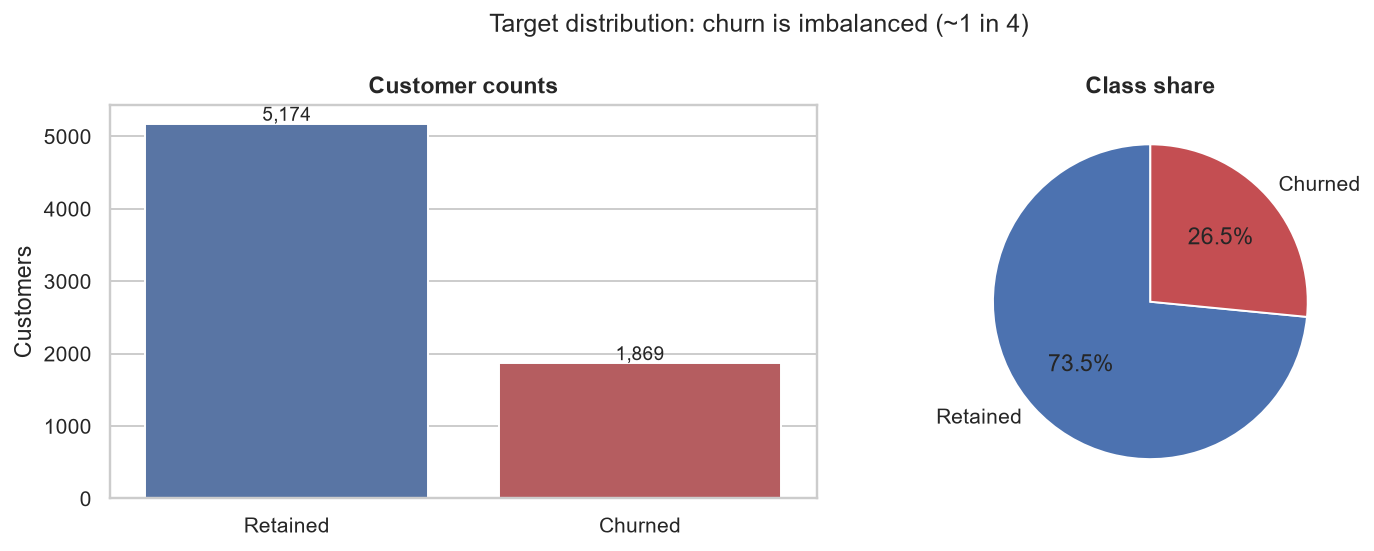 Target distribution: churn is imbalanced (~1 in 4)
Customer counts
5,174
5000
4000
3000
2000
1000
0
Customers
1,869
Retained
Churned
Class share
Churned
26.5%
73.5%
Retained